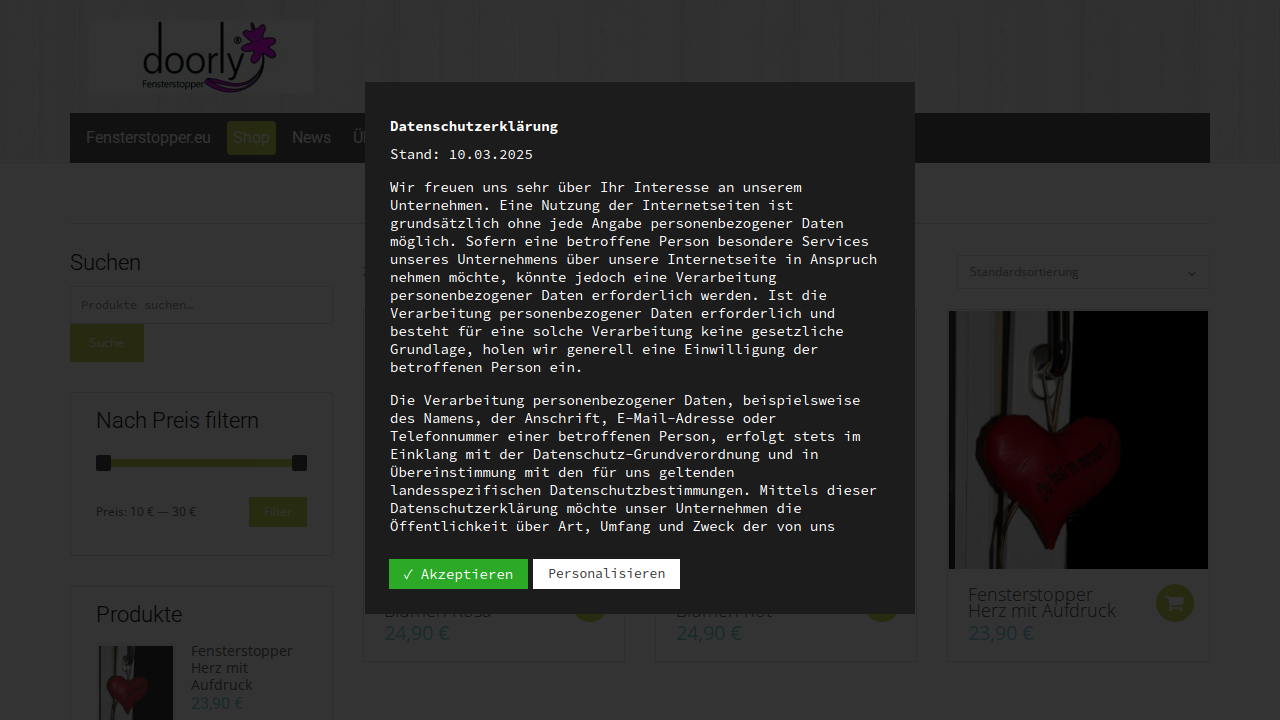 doorly®
Fensterstopper
Fensterstopper.eu
Shop
News
Datenschutzerklärung
Stand: 10.03.2025
Wir freuen uns sehr über Ihr Interesse an unserem
Unternehmen. Eine Nutzung der Internetseiten ist
grundsätzlich ohne jede Angabe personenbezogener Daten
möglich. Sofern eine betroffene Person besondere Services
unseres Unternehmens über unsere Internetseite in Anspruch
nehmen möchte, könnte jedoch eine Verarbeitung
personenbezogener Daten erforderlich werden. Ist die
Verarbeitung personenbezogener Daten erforderlich und
besteht für eine solche Verarbeitung keine gesetzliche
Grundlage, holen wir generell eine Einwilligung der
betroffenen Person ein.
Die Verarbeitung personenbezogener Daten, beispielsweise
des Namens, der Anschrift, E-Mail-Adresse oder
Telefonnummer einer betroffenen Person, erfolgt stets im
Einklang mit der Datenschutz-Grundverordnung und in
Übereinstimmung mit den für uns geltenden
landesspezifischen Datenschutzbestimmungen. Mittels dieser
Datenschutzerklärung möchte unser Unternehmen die
Öffentlichkeit über Art, Umfang und Zweck der von uns
✓ Akzeptieren
Personalisieren
Suchen
Produkte suchen…
Suche
Nach Preis filtern
Preis: 10 € — 30 €
Filter
Produkte
Fensterstopper
Herz mit
Aufdruck
23,90 €
Standardsortierung
Blumen Rosa
24,90 €
Blumen Rot
24,90 €
Fensterstopper
Herz mit Aufdruck
23,90 €